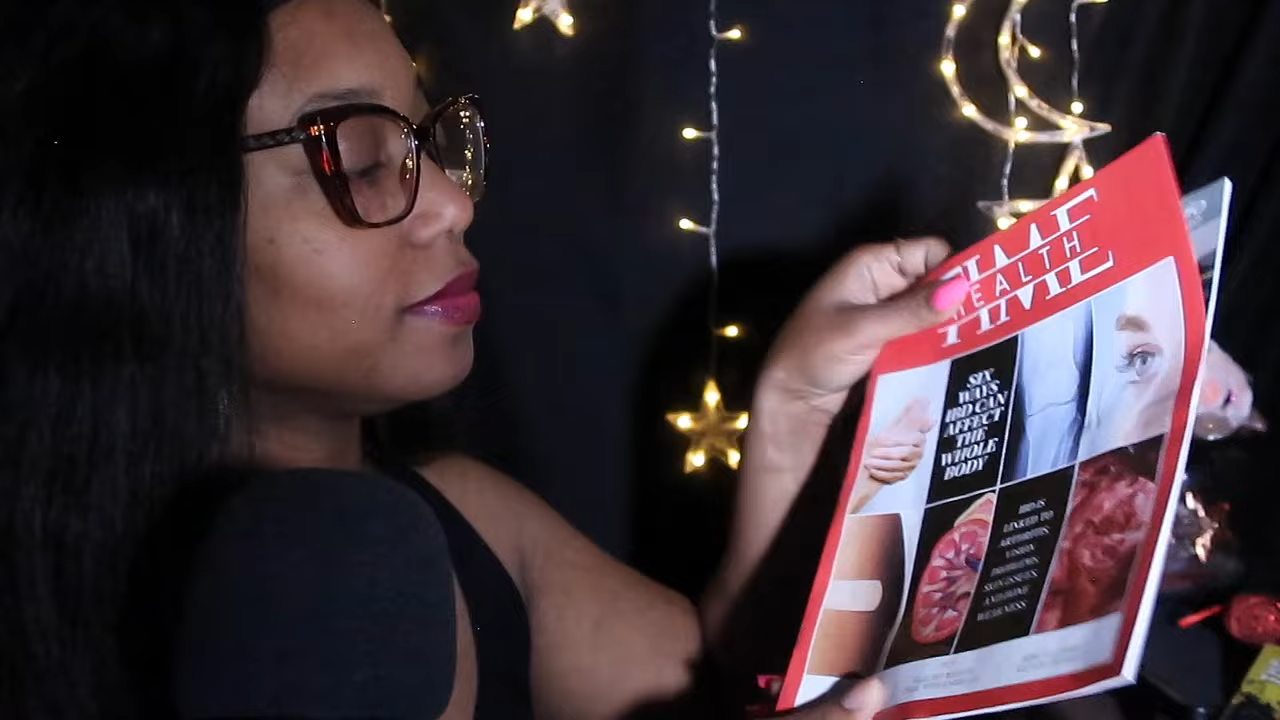 TIME
HEALTH
SIX
WAYS
IBD CAN
AFFECT
THE
WHOLE
BODY
IBD IS
LINKED TO
ARTHRITIS,
VISION
PROBLEMS,
SKIN ISSUES,
AND BONE
WEAKNESS